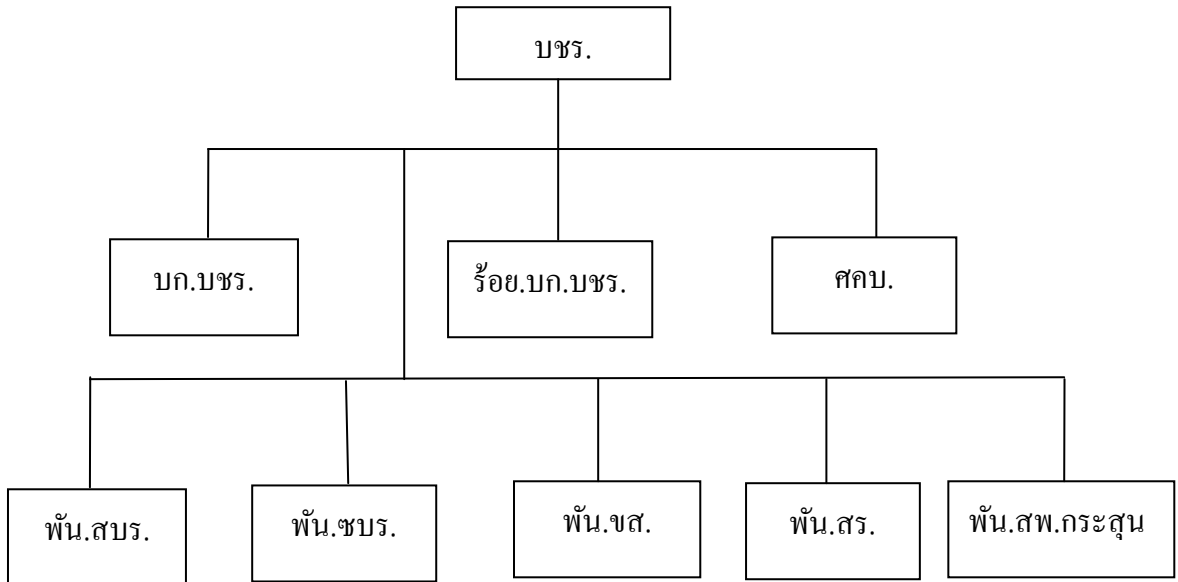 บชร.
บก.บชร.
ร้อย.บก.บชร.
ศคบ.
พัน.สบร.
พัน.ซบร.
พัน.ขส.
พัน.สร.
พัน.สพ.กระสุน